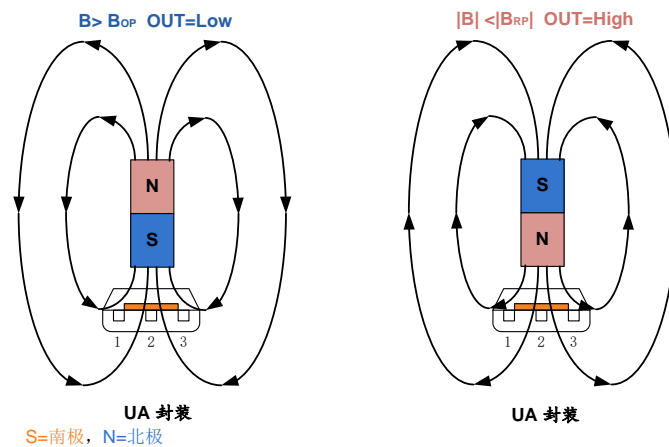 B> BOP OUT=Low
|B| <|BRP| OUT=High
N
S
S
N
1 2 3
1 2 3
UA 封装
UA 封装
S=南极，N=北极